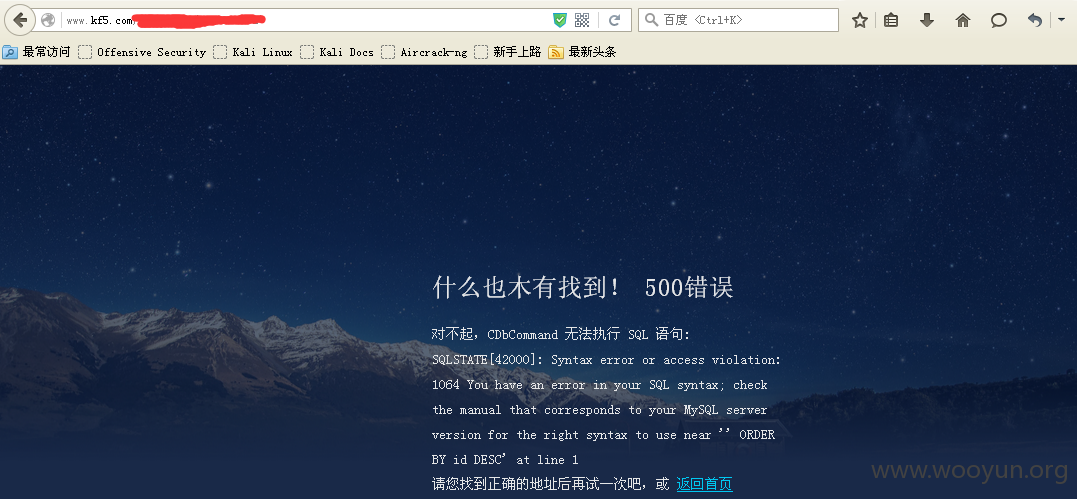 www.kf5.com/
百度 <Ctrl+K>
最常访问 Offensive Security Kali Linux Kali Docs Aircrack-ng 新手上路 最新头条
什么也木有找到! 500错误
对不起, CDbCommand 无法执行 SQL 语句:
SQLSTATE[42000]: Syntax error or access violation:
1064 You have an error in your SQL syntax; check
the manual that corresponds to your MySQL server
version for the right syntax to use near '' ORDER
BY id DESC' at line 1
请您找到正确的地址后再试一次吧, 或 返回首页
www.wooyun.org